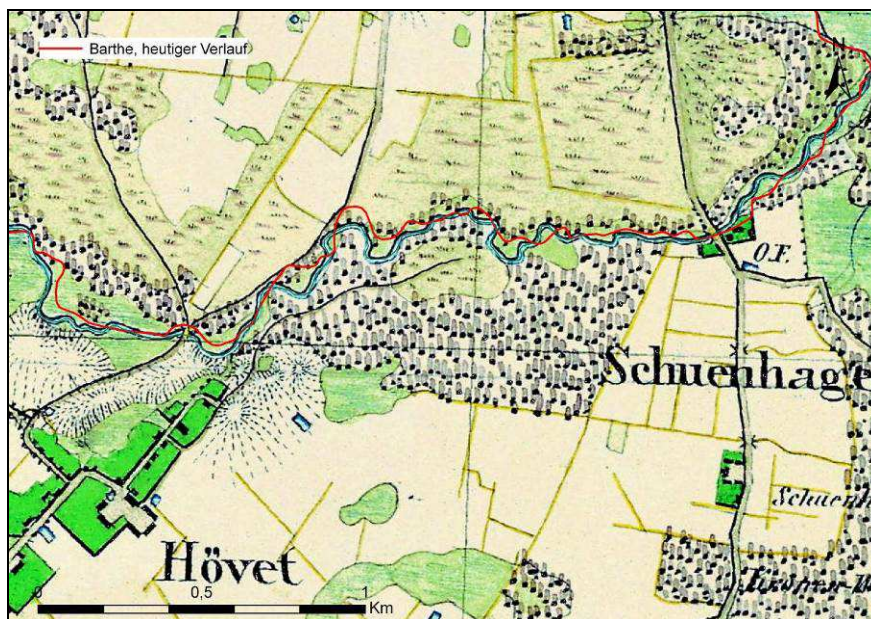 Barthe, heutiger Verlauf
O.F.
Schuenhage
Schuenh
Hövet
0
0,5
1
Km